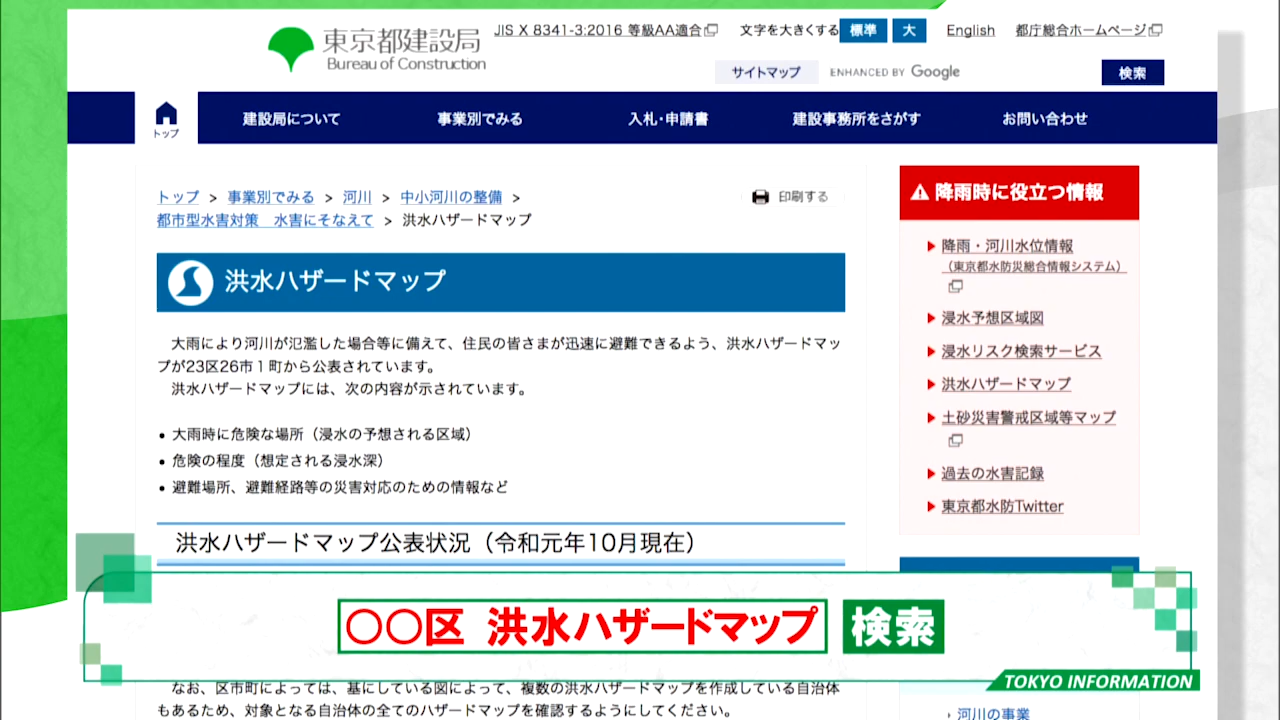 東京都建設局
Bureau of Construction
JIS X 8341-3:2016 等級AA適合
文字を大きくする 標準 大
English
都庁総合ホームページ
サイトマップ
ENHANCED BY Google
検索
トップ
建設局について
事業別でみる
入札・申請書
建設事務所をさがす
お問い合わせ
トップ > 事業別でみる > 河川 > 中小河川の整備 >
都市型水害対策 水害にそなえて > 洪水ハザードマップ
印刷する
洪水ハザードマップ
大雨により河川が氾濫した場合等に備えて、住民の皆さまが迅速に避難できるよう、洪水ハザードマッ
プが23区26市１町から公表されています。
洪水ハザードマップには、次の内容が示されています。
• 大雨時に危険な場所（浸水の予想される区域）
• 危険の程度（想定される浸水深）
• 避難場所、避難経路等の災害対応のための情報など
洪水ハザードマップ公表状況（令和元年10月現在）
降雨時に役立つ情報
降雨・河川水位情報
（東京都水防災総合情報システム）
浸水予想区域図
浸水リスク検索サービス
洪水ハザードマップ
土砂災害警戒区域等マップ
過去の水害記録
東京都水防Twitter
〇〇区 洪水ハザードマップ 検索
TOKYO INFORMATION
なお、区市町によっては、基にしている図によって、複数の洪水ハザードマップを作成している自治体
もあるため、対象となる自治体の全てのハザードマップを確認するようにしてください。
河川の事業